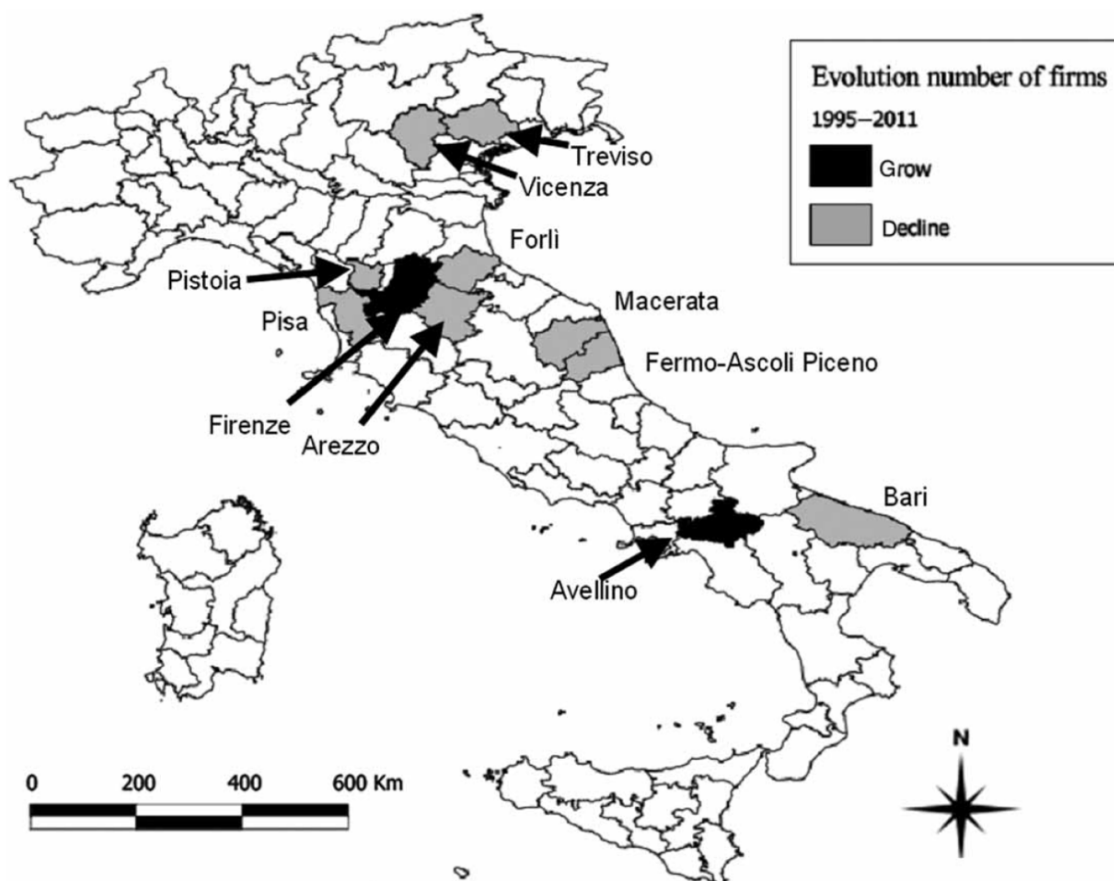 Evolution number of firms
1995–2011
Grow
Decline
Treviso
Vicenza
Forlì
Pistoia
Pisa
Macerata
Fermo-Ascoli Piceno
Firenze
Arezzo
Bari
Avellino
N
0 200 400 600 Km